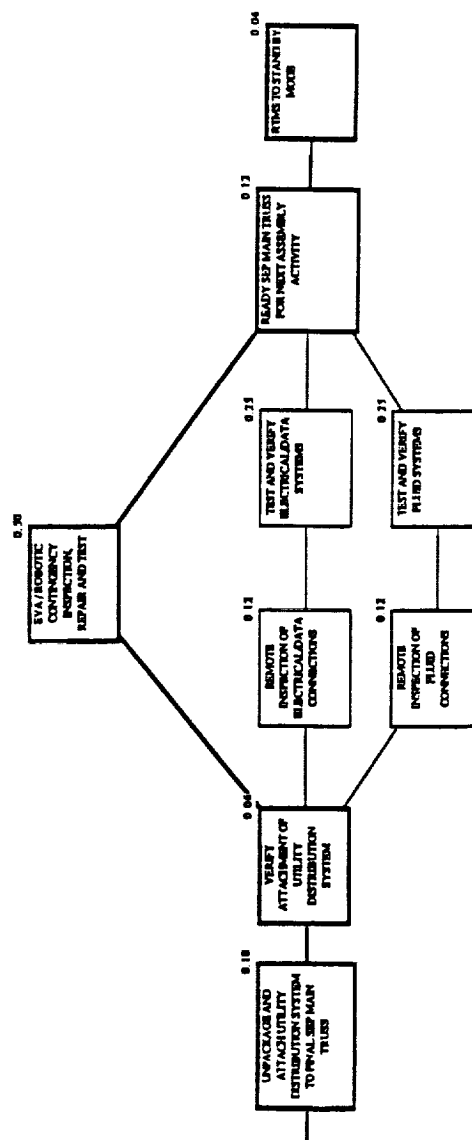 0.18
UNPACKAGE AND
ATTACH UTILITY
DISTRIBUTION SYSTEM
TO FINAL SEP MAIN
TRUSS
VERIFY
ATTACHMENT OF
UTILITY
DISTRIBUTION
SYSTEM
0.50
EVA / ROBOTIC
CONTINGENCY
INSPECTION,
REPAIR AND TEST
0.12
REMOTE
INSPECTION OF
ELECTRICAL/DATA
CONNECTIONS
0.25
TEST AND VERIFY
ELECTRICAL/DATA
SYSTEMS
0.12
REMOTE
INSPECTION OF
FLUID
CONNECTIONS
0.25
TEST AND VERIFY
FLUID SYSTEMS
0.12
READY SEP MAIN TRUSS
FOR NEXT ASSEMBLY
ACTIVITY
0.04
RTMS TO STAND BY
MODE